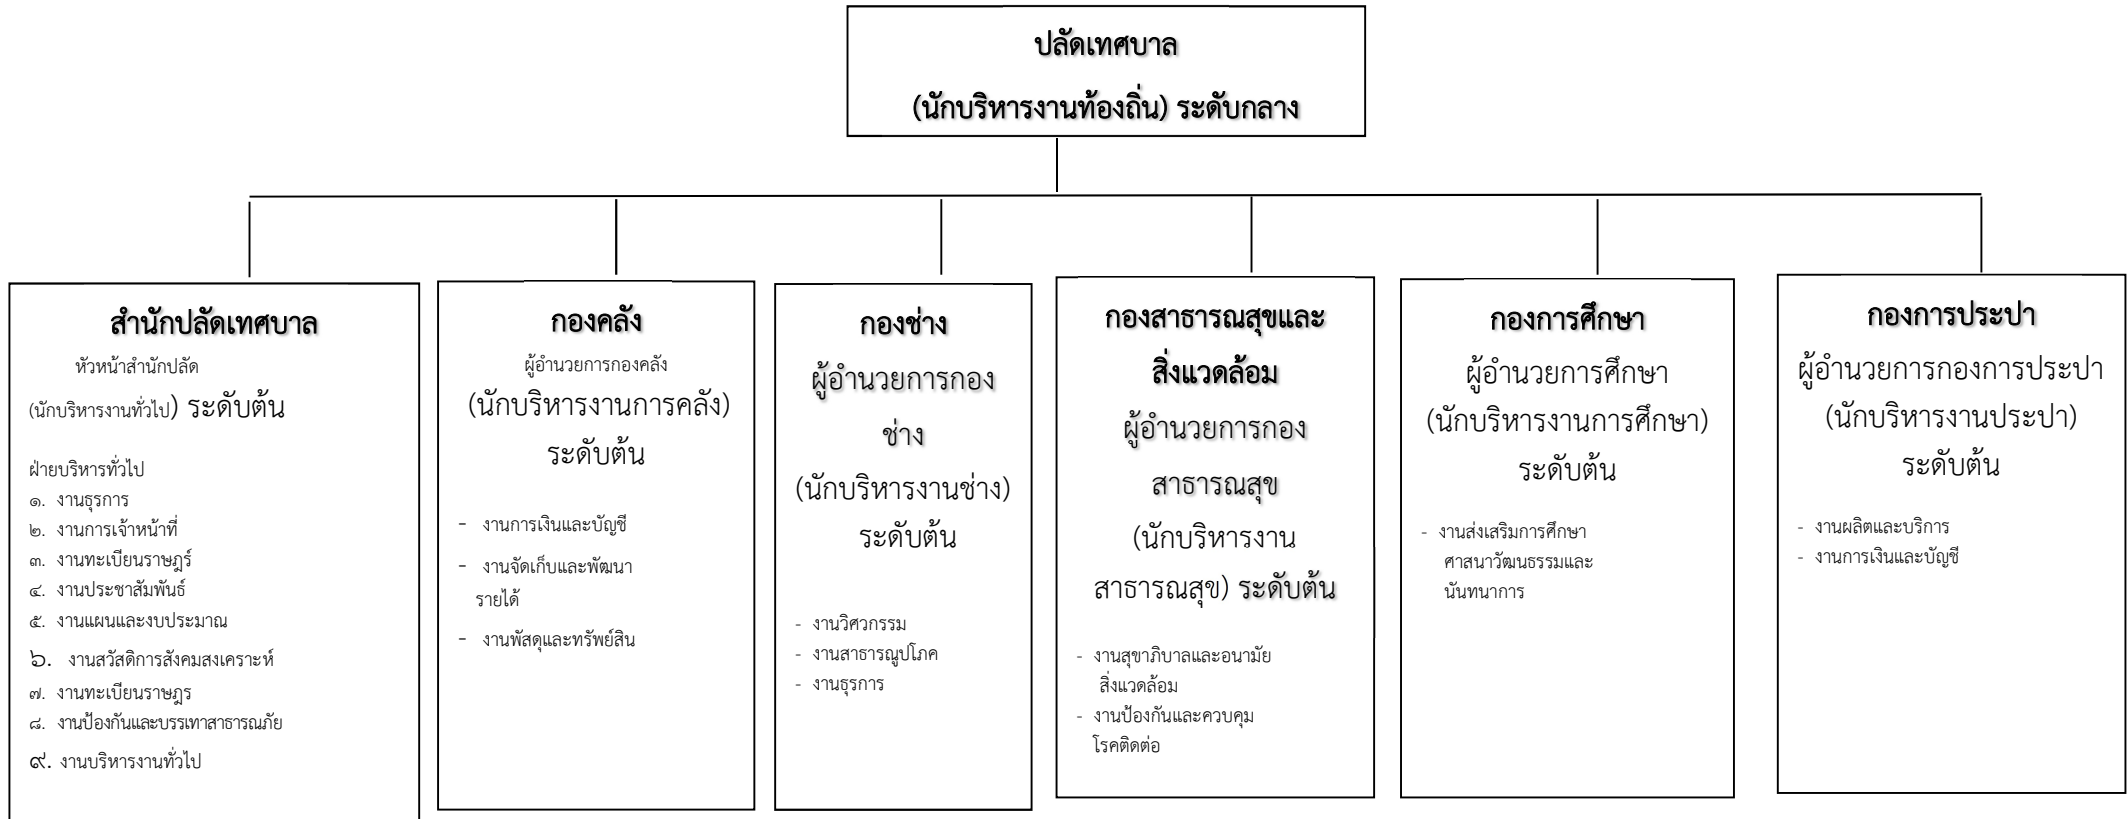 ปลัดเทศบาล
(นักบริหารงานท้องถิ่น) ระดับกลาง
สำนักปลัดเทศบาล
หัวหน้าสำนักปลัด
(นักบริหารงานทั่วไป) ระดับต้น
ฝ่ายบริหารทั่วไป
๑. งานธุรการ
๒. งานการเจ้าหน้าที่
๓. งานทะเบียนราษฎร์
๔. งานประชาสัมพันธ์
๕. งานแผนและงบประมาณ
๖. งานสวัสดิการสังคมสงเคราะห์
๗. งานทะเบียนราษฎร
๘. งานป้องกันและบรรเทาสาธารณภัย
๙. งานบริหารงานทั่วไป
กองคลัง
ผู้อำนวยการกองคลัง
(นักบริหารงานการคลัง)
ระดับต้น
- งานการเงินและบัญชี
- งานจัดเก็บและพัฒนา
รายได้
- งานพัสดุและทรัพย์สิน
กองช่าง
ผู้อำนวยการกอง
ช่าง
(นักบริหารงานช่าง)
ระดับต้น
- งานวิศวกรรม
- งานสาธารณูปโภค
- งานธุรการ
กองสาธารณสุขและ
สิ่งแวดล้อม
ผู้อำนวยการกอง
สาธารณสุข
(นักบริหารงาน
สาธารณสุข) ระดับต้น
- งานสุขาภิบาลและอนามัย
สิ่งแวดล้อม
- งานป้องกันและควบคุม
โรคติดต่อ
กองการศึกษา
ผู้อำนวยการศึกษา
(นักบริหารงานการศึกษา)
ระดับต้น
- งานส่งเสริมการศึกษา
ศาสนาวัฒนธรรมและ
นันทนาการ
กองการประปา
ผู้อำนวยการกองการประปา
(นักบริหารงานประปา)
ระดับต้น
- งานผลิตและบริการ
- งานการเงินและบัญชี